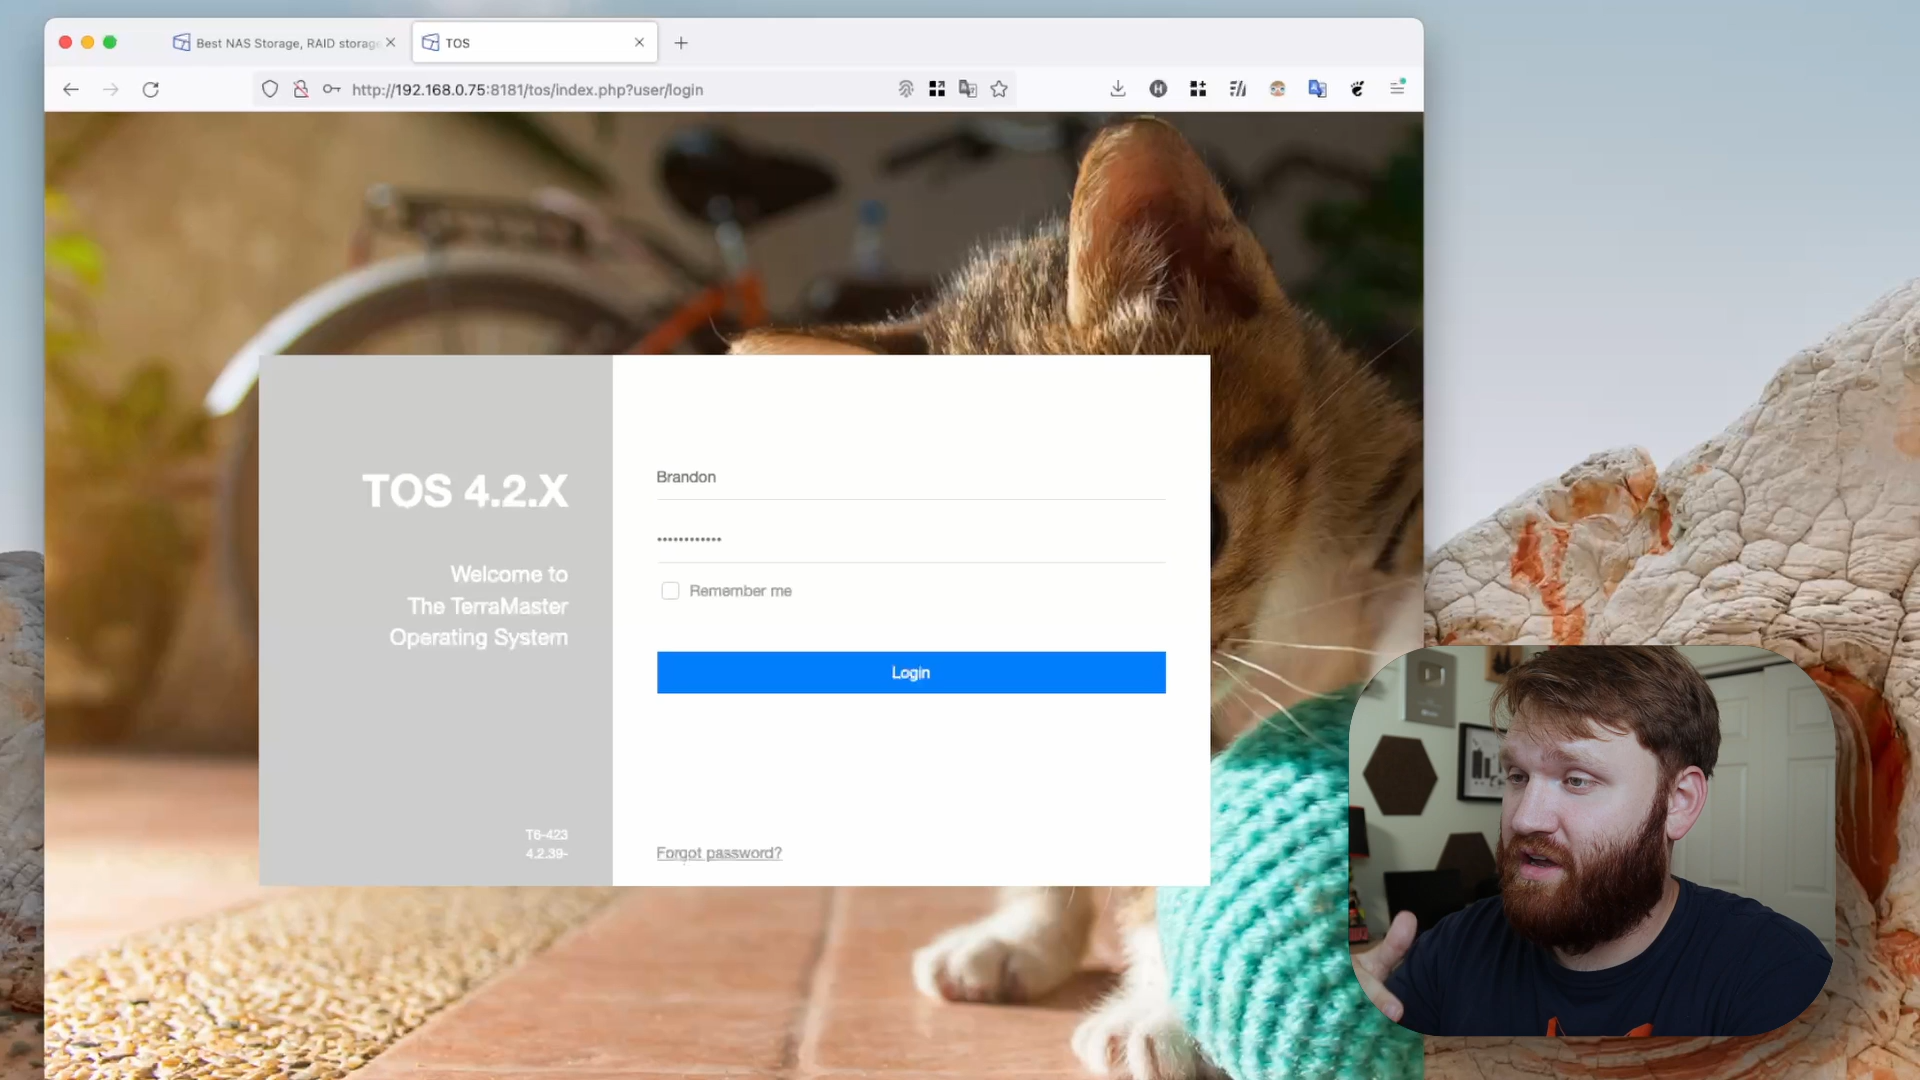 Best NAS Storage, RAID storag
TOS
http://192.168.0.75:8181/tos/index.php?user/login
TOS 4.2.X
Welcome to
The TerraMaster
Operating System
T6-423
4.2.39-
Brandon
••••••••••••
Remember me
Login
Forgot password?